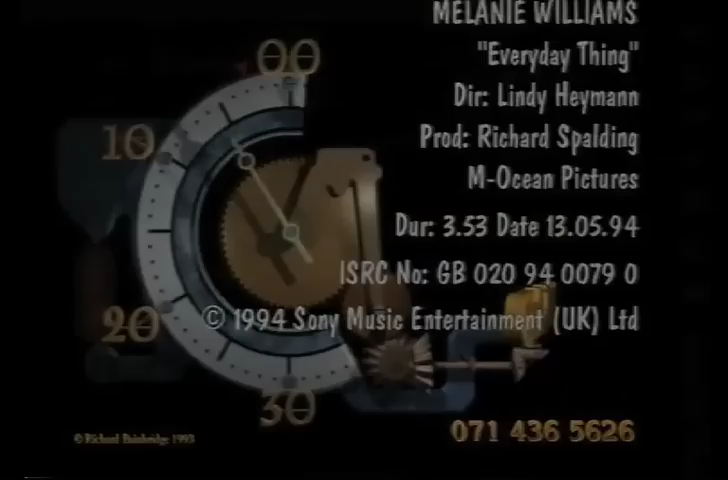 MELANIE WILLIAMS
"Everyday Thing"
Dir: Lindy Heymann
Prod: Richard Spalding
M-Ocean Pictures
Dur: 3.53 Date 13.05.94
ISRC No: GB 020 94 0079 0
© 1994 Sony Music Entertainment (UK) Ltd
00
10
20
30
© Richard Bainbridge 1993
071 436 5626